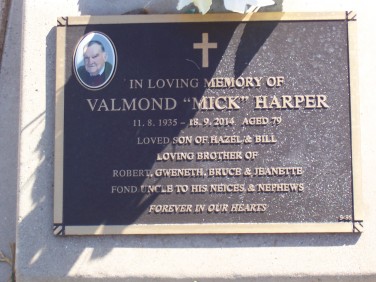 IN LOVING MEMORY OF
VALMOND "MICK" HARPER
11. 8. 1935 – 18. 9. 2014 AGED 79
LOVED SON OF HAZEL & BILL
LOVING BROTHER OF
ROBERT, GWENETH, BRUCE & JEANETTE
FOND UNCLE TO HIS NEICES & NEPHEWS
FOREVER IN OUR HEARTS